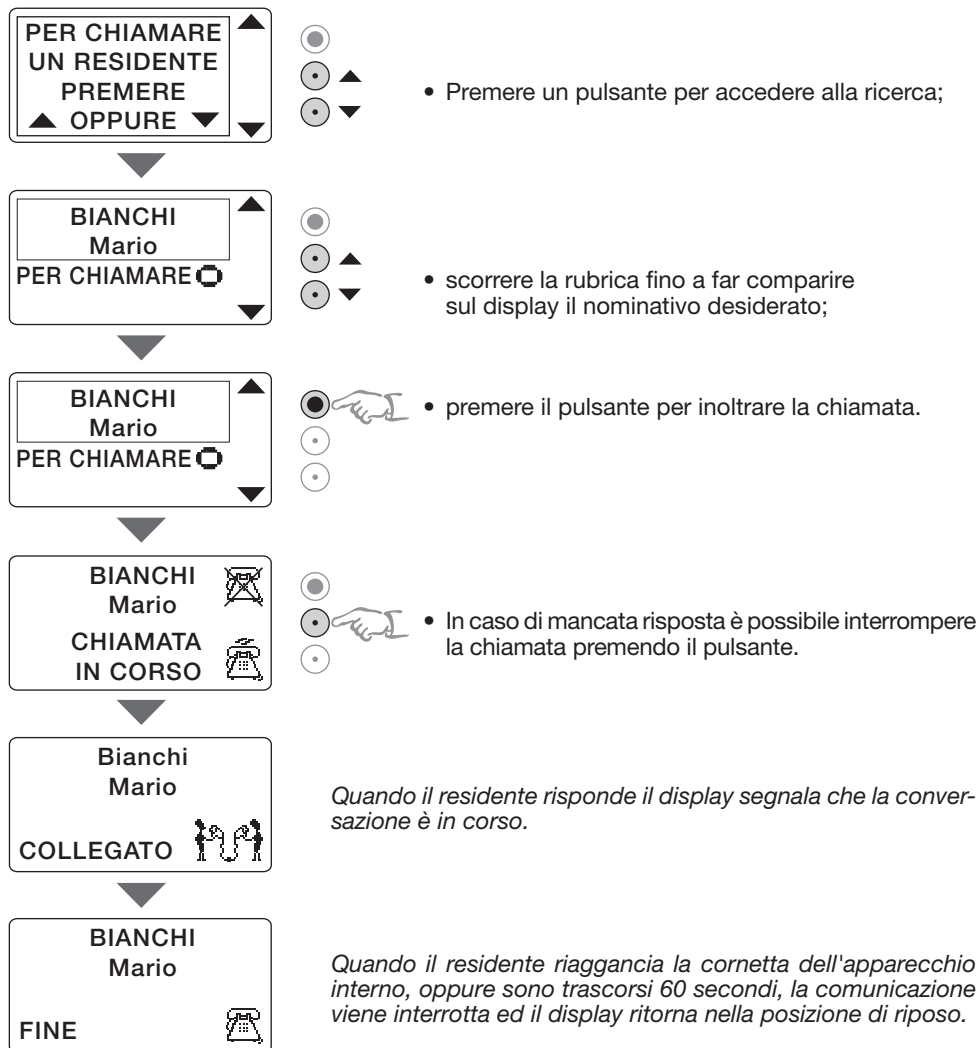 PER CHIAMARE
UN RESIDENTE
PREMERE
▲ OPPURE ▼
• Premere un pulsante per accedere alla ricerca;
BIANCHI
Mario
PER CHIAMARE
• scorrere la rubrica fino a far comparire
sul display il nominativo desiderato;
BIANCHI
Mario
PER CHIAMARE
• premere il pulsante per inoltrare la chiamata.
BIANCHI
Mario
CHIAMATA
IN CORSO
• In caso di mancata risposta è possibile interrompere
la chiamata premendo il pulsante.
Bianchi
Mario
COLLEGATO
Quando il residente risponde il display segnala che la conver-
sazione è in corso.
BIANCHI
Mario
FINE
Quando il residente riaggancia la cornetta dell'apparecchio
interno, oppure sono trascorsi 60 secondi, la comunicazione
viene interrotta ed il display ritorna nella posizione di riposo.